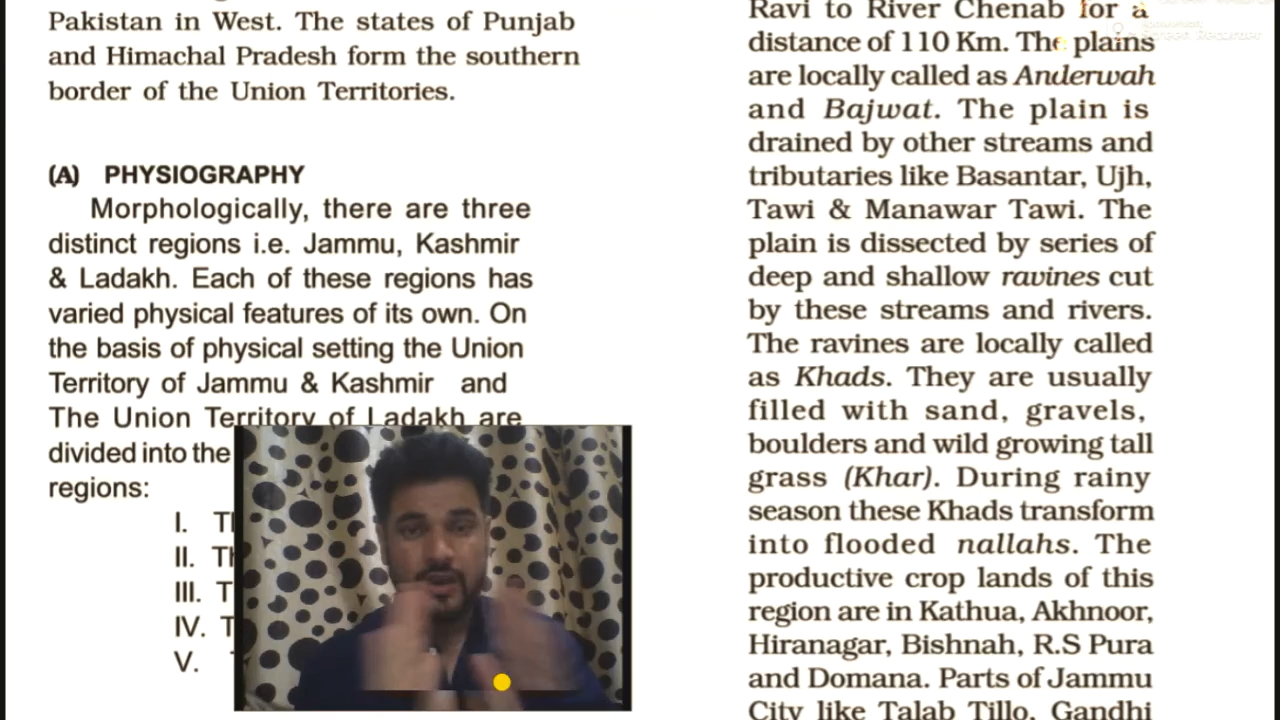 Pakistan in West. The states of Punjab
and Himachal Pradesh form the southern
border of the Union Territories.
(A) PHYSIOGRAPHY
Morphologically, there are three
distinct regions i.e. Jammu, Kashmir
& Ladakh. Each of these regions has
varied physical features of its own. On
the basis of physical setting the Union
Territory of Jammu & Kashmir and
The Union Territory of Ladakh are
divided into the
regions:
I.
II.
III.
IV.
V.
Ravi to River Chenab for a
distance of 110 Km. The plains
are locally called as Anderwah
and Bajwat. The plain is
drained by other streams and
tributaries like Basantar, Ujh,
Tawi & Manawar Tawi. The
plain is dissected by series of
deep and shallow ravines cut
by these streams and rivers.
The ravines are locally called
as Khads. They are usually
filled with sand, gravels,
boulders and wild growing tall
grass (Khar). During rainy
season these Khads transform
into flooded nallahs. The
productive crop lands of this
region are in Kathua, Akhnoor,
Hiranagar, Bishnah, R.S Pura
and Domana. Parts of Jammu
City like Talab Tillo, Gandhi
Screen Recorder